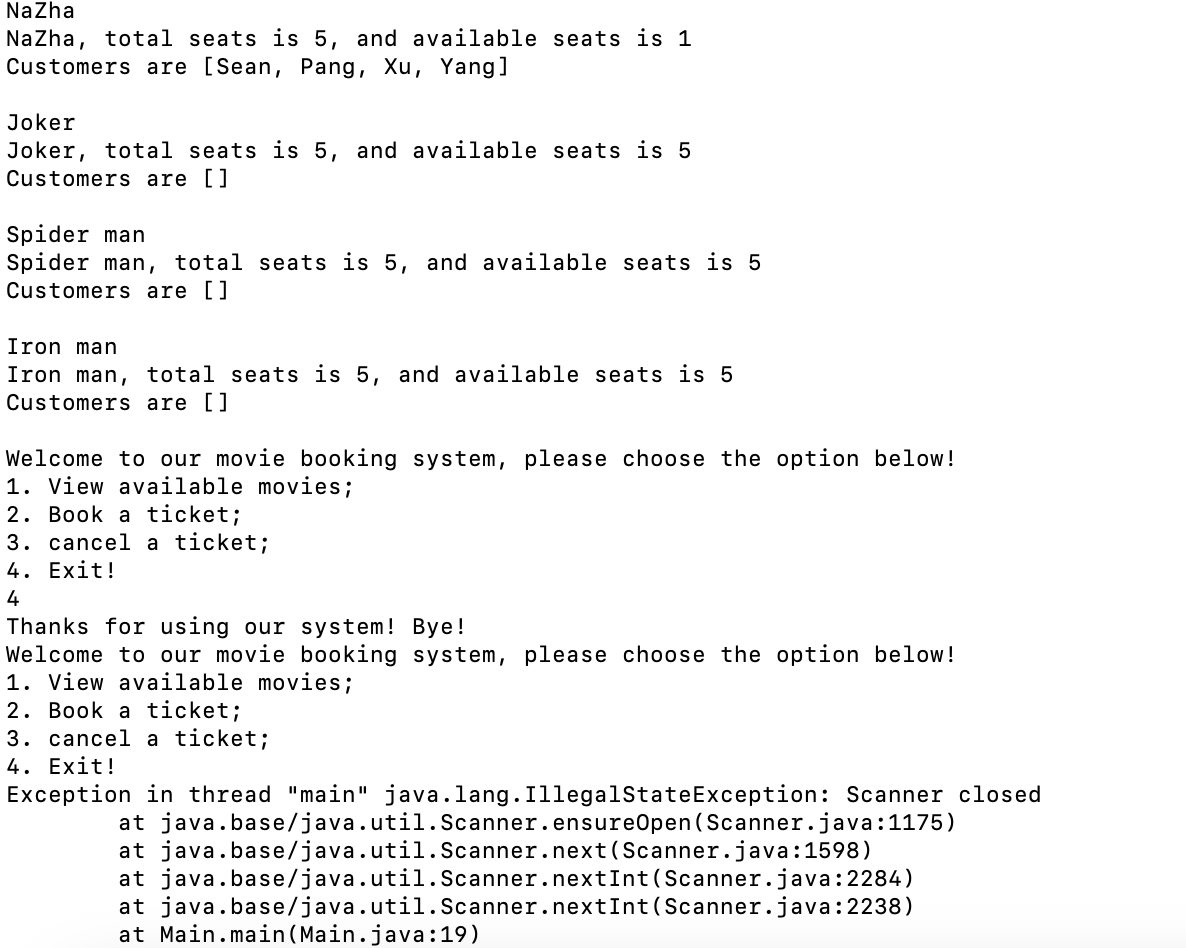 NaZha
NaZha, total seats is 5, and available seats is 1
Customers are [Sean, Pang, Xu, Yang]

Joker
Joker, total seats is 5, and available seats is 5
Customers are []

Spider man
Spider man, total seats is 5, and available seats is 5
Customers are []

Iron man
Iron man, total seats is 5, and available seats is 5
Customers are []

Welcome to our movie booking system, please choose the option below!
1. View available movies;
2. Book a ticket;
3. cancel a ticket;
4. Exit!
4
Thanks for using our system! Bye!
Welcome to our movie booking system, please choose the option below!
1. View available movies;
2. Book a ticket;
3. cancel a ticket;
4. Exit!
Exception in thread "main" java.lang.IllegalStateException: Scanner closed
        at java.base/java.util.Scanner.ensureOpen(Scanner.java:1175)
        at java.base/java.util.Scanner.next(Scanner.java:1598)
        at java.base/java.util.Scanner.nextInt(Scanner.java:2284)
        at java.base/java.util.Scanner.nextInt(Scanner.java:2238)
        at Main.main(Main.java:19)